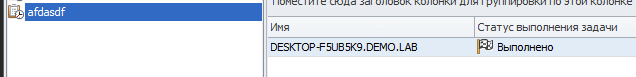 Поместите сюда заголовок колонки для группировки по этой колонке
afdasdf
Имя Статус выполнения задачи
DESKTOP-F5UB5K9.DEMO.LAB Выполнено